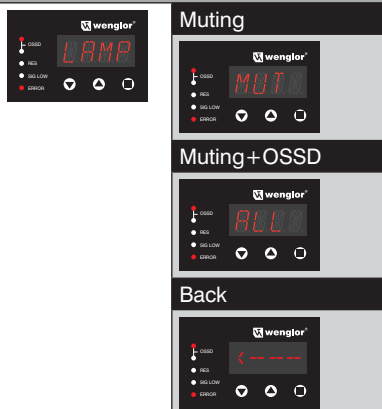 wenglor
LAMP
OSSD
RES
SIG LOW
ERROR
Muting
wenglor
MUT
OSSD
RES
SIG LOW
ERROR
Muting+OSSD
wenglor
ALL
OSSD
RES
SIG LOW
ERROR
Back
wenglor
<-----
OSSD
RES
SIG LOW
ERROR